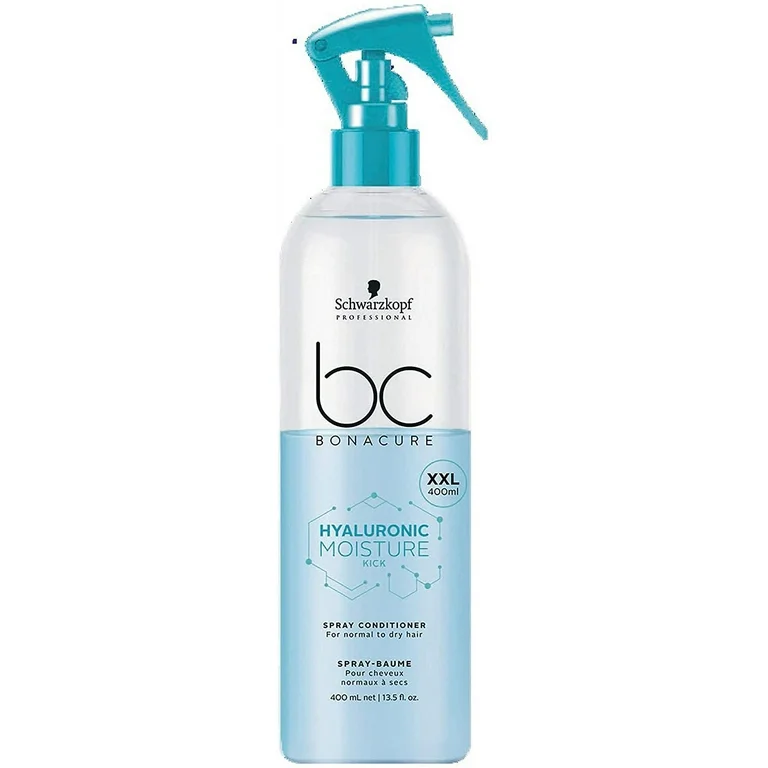 Schwarzkopf
PROFESSIONAL
bc
BONACURE
XXL
400ml
HYALURONIC
MOISTURE
KICK
SPRAY CONDITIONER
For normal to dry hair
SPRAY-BAUME
Pour cheveux
normaux à secs
400 mL net | 13.5 fl. oz.